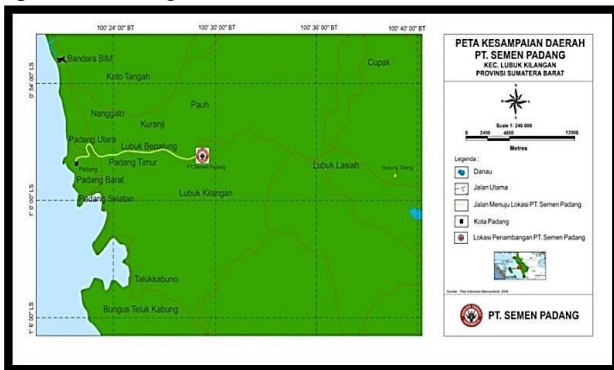 100° 24' 00" BT
100° 30' 00" BT
100° 36' 00" BT
100° 40' 00" BT
0° 54' 00" LS
1° 0' 00" LS
1° 6' 00" LS
Bandara BIM
Koto Tangah
Cupak
Nanggalo
Pauh
Kuranji
Padang Utara
Lubuk Begalung
Padang
Padang Timur
PT.Semen Padang
Lubuk Lasiah
Gunung Talang
Padang Barat
Lubuk Kilangan
Padang Selatan
Talukkabuno
Bungus Teluk Kabung
PETA KESAMPAIAN DAERAH
PT. SEMEN PADANG
KEC. LUBUK KILANGAN
PROVINSI SUMATERA BARAT
Scale 1: 240.000
0 2400 4800 12000
Metres
Legenda :
Danau
Jalan Utama
Jalan Menuju Lokasi PT. Semen Padang
Kota Padang
Lokasi Penambangan PT. Semen Padang
PT. SEMEN PADANG